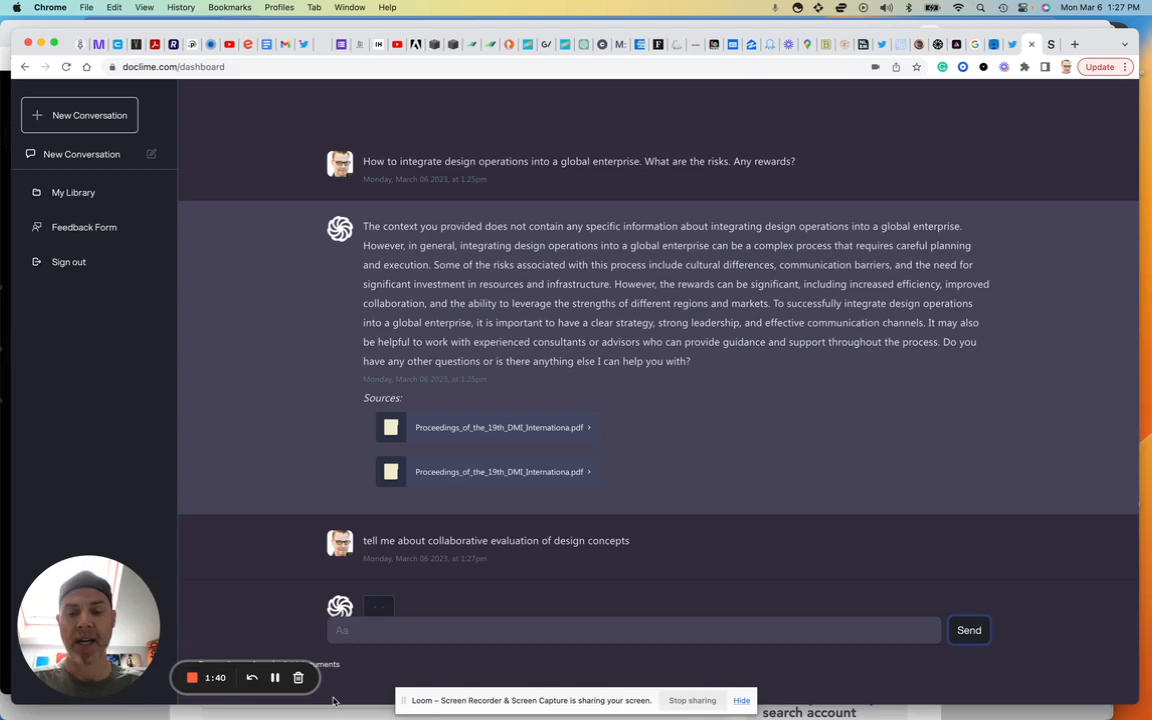 Chrome File Edit View History Bookmarks Profiles Tab Window Help
Mon Mar 6 1:27 PM
doclime.com/dashboard
Update
New Conversation
New Conversation
My Library
Feedback Form
Sign out
How to integrate design operations into a global enterprise. What are the risks. Any rewards?
Monday, March 06 2023, at 1:25pm
The context you provided does not contain any specific information about integrating design operations into a global enterprise.
However, in general, integrating design operations into a global enterprise can be a complex process that requires careful planning
and execution. Some of the risks associated with this process include cultural differences, communication barriers, and the need for
significant investment in resources and infrastructure. However, the rewards can be significant, including increased efficiency, improved
collaboration, and the ability to leverage the strengths of different regions and markets. To successfully integrate design operations
into a global enterprise, it is important to have a clear strategy, strong leadership, and effective communication channels. It may also
be helpful to work with experienced consultants or advisors who can provide guidance and support throughout the process. Do you
have any other questions or is there anything else I can help you with?
Monday, March 06 2023, at 1:25pm
Sources:
Proceedings_of_the_19th_DMI_Internationa.pdf >
Proceedings_of_the_19th_DMI_Internationa.pdf >
tell me about collaborative evaluation of design concepts
Monday, March 06 2023, at 1:27pm
Aa
Send
1:40
Loom – Screen Recorder & Screen Capture is sharing your screen. Stop sharing Hide
search account